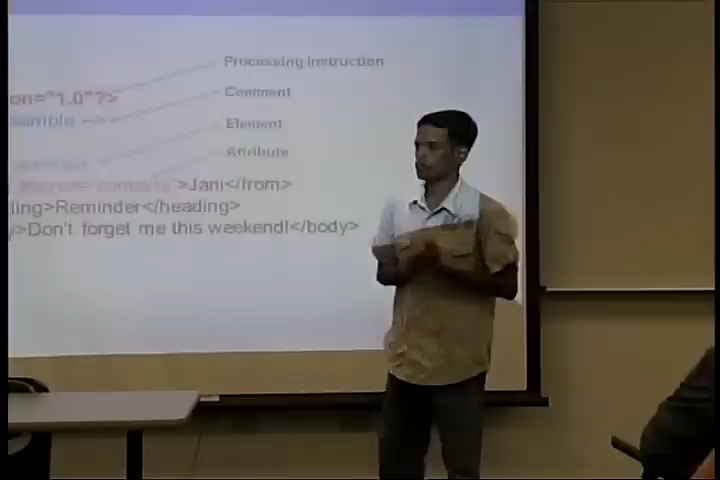 Processing Instruction
on="1.0"?>
Comment
ample -->
Element
Attribute
>Jani</from>
ling>Reminder</heading>
y>Don't forget me this weekend!</body>